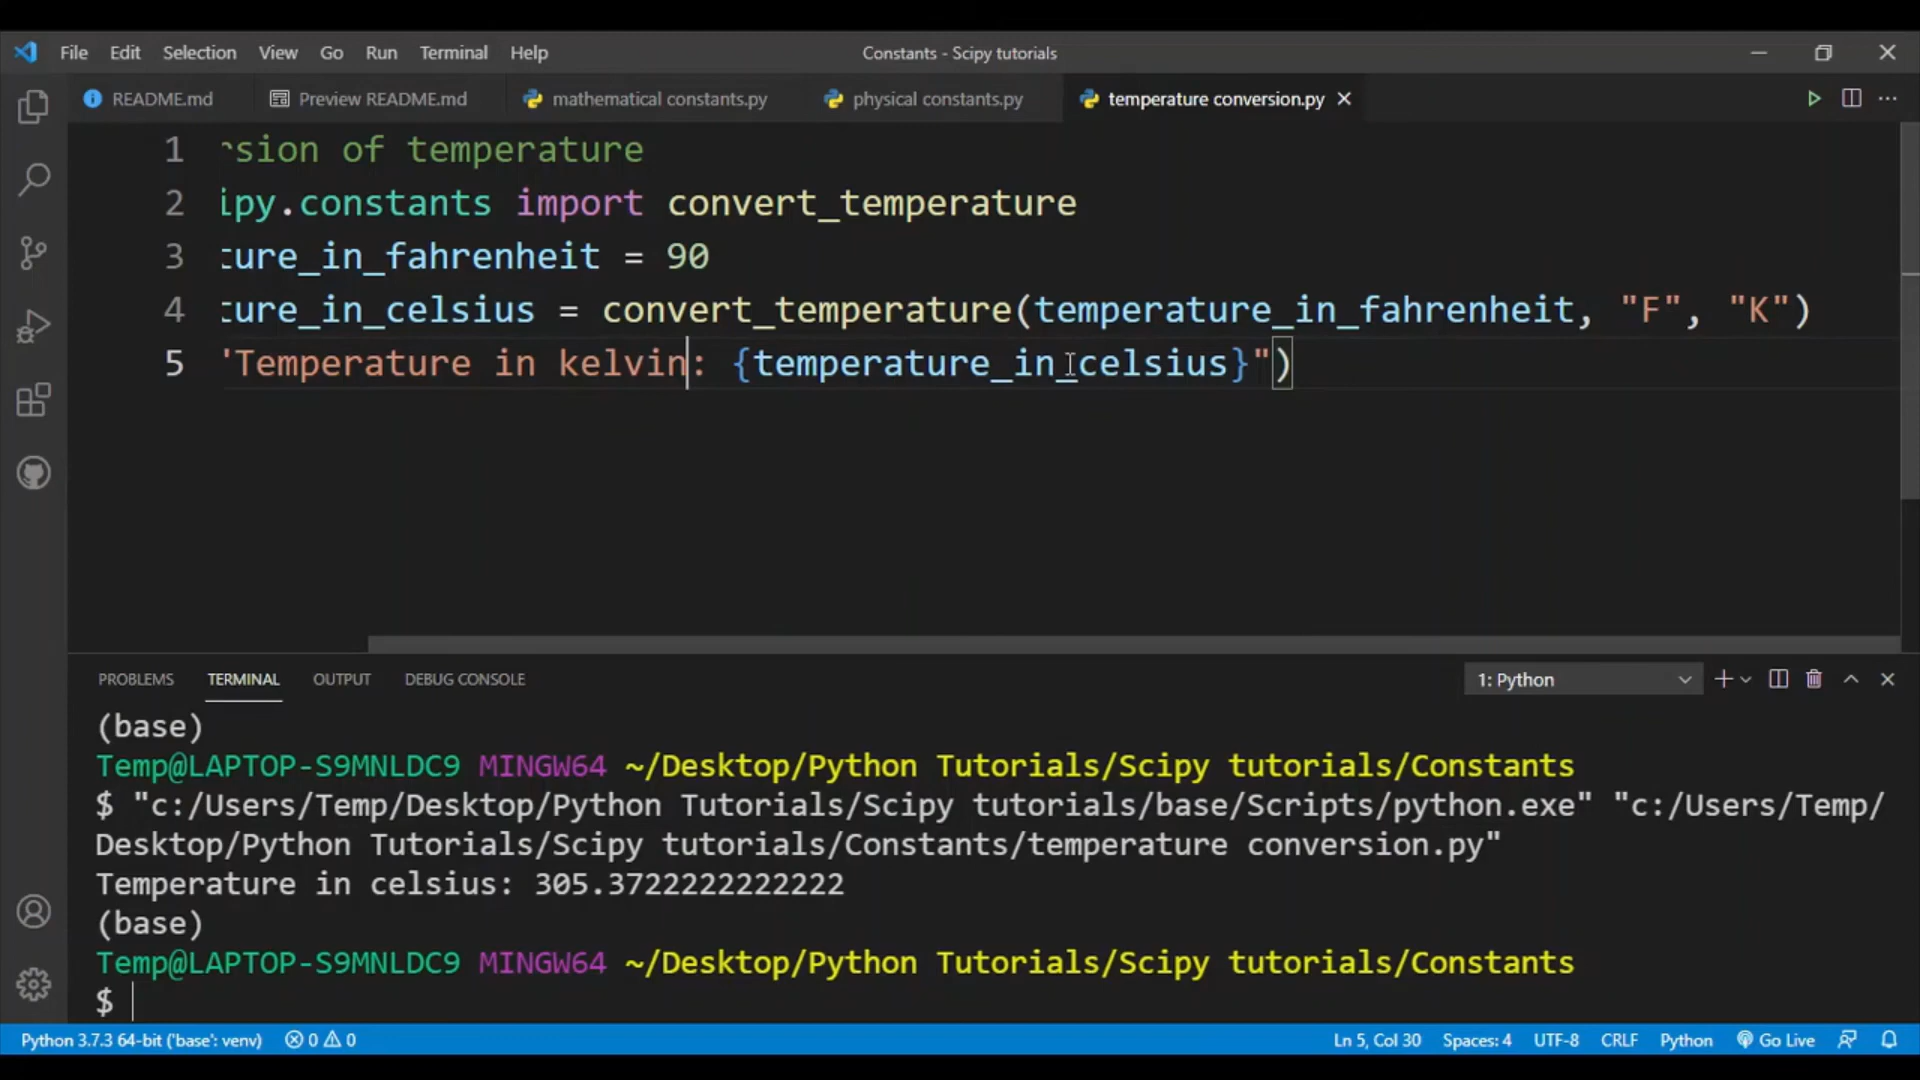 File Edit Selection View Go Run Terminal Help Constants - Scipy tutorials
README.md Preview README.md mathematical constants.py physical constants.py temperature conversion.py
1 rsion of temperature
2 ipy.constants import convert_temperature
3 ture_in_fahrenheit = 90
4 ture_in_celsius = convert_temperature(temperature_in_fahrenheit, "F", "K")
5 "Temperature in kelvin: {temperature_in_celsius}")
PROBLEMS TERMINAL OUTPUT DEBUG CONSOLE 1: Python
(base)
Temp@LAPTOP-S9MNLDC9 MINGW64 ~/Desktop/Python Tutorials/Scipy tutorials/Constants
$ "c:/Users/Temp/Desktop/Python Tutorials/Scipy tutorials/base/Scripts/python.exe" "c:/Users/Temp/
Desktop/Python Tutorials/Scipy tutorials/Constants/temperature conversion.py"
Temperature in celsius: 305.3722222222222
(base)
Temp@LAPTOP-S9MNLDC9 MINGW64 ~/Desktop/Python Tutorials/Scipy tutorials/Constants
$
Python 3.7.3 64-bit ('base': venv) 0 0 Ln 5, Col 30 Spaces: 4 UTF-8 CRLF Python Go Live